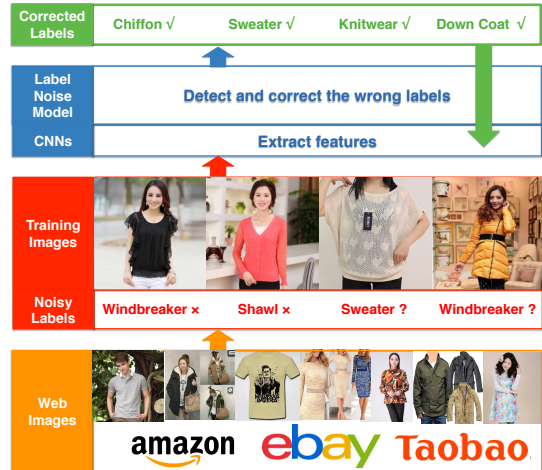 Corrected
Labels
Chiffon √ Sweater √ Knitwear √ Down Coat √
Label
Noise
Model
Detect and correct the wrong labels
CNNs
Extract features
Training
Images
Noisy
Labels
Windbreaker × Shawl × Sweater ? Windbreaker ?
Web
Images
amazon ebay Taobao